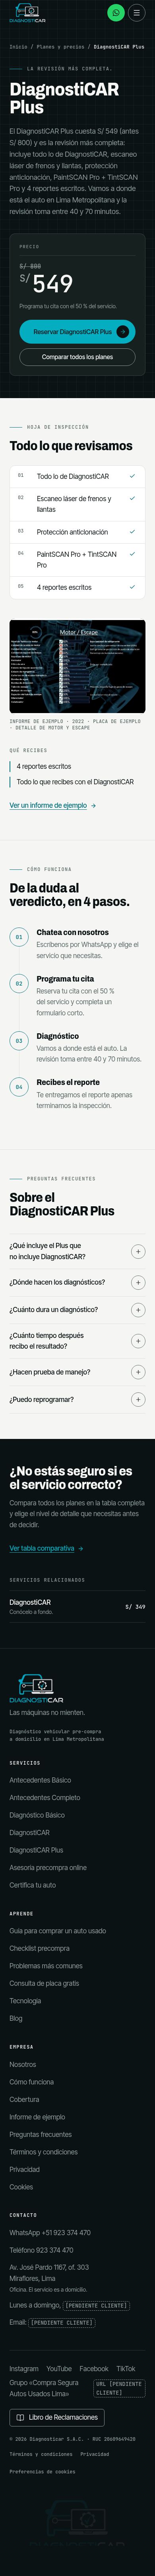 DIAGNOSTICAR
Inicio / Planes y precios / DiagnostiCAR Plus
LA REVISIÓN MÁS COMPLETA.
DiagnostiCAR
Plus
El DiagnostiCAR Plus cuesta S/ 549 (antes
S/ 800) y es la revisión más completa:
incluye todo lo de DiagnostiCAR, escaneo
láser de frenos y llantas, protección
anticlonación, PaintSCAN Pro + TintSCAN
Pro y 4 reportes escritos. Vamos a donde
está el auto en Lima Metropolitana y la
revisión toma entre 40 y 70 minutos.
PRECIO
S/ 800
S/549
Programa tu cita con el 50 % del servicio.
Reservar DiagnostiCAR Plus
Comparar todos los planes
HOJA DE INSPECCIÓN
Todo lo que revisamos
01 Todo lo de DiagnostiCAR
02 Escaneo láser de frenos y
llantas
03 Protección anticlonación
04 PaintSCAN Pro + TintSCAN
Pro
05 4 reportes escritos
Motor / Escape
INFORME DE EJEMPLO · 2022 · PLACA DE EJEMPLO
· DETALLE DE MOTOR Y ESCAPE
QUÉ RECIBES
4 reportes escritos
Todo lo que recibes con el DiagnostiCAR
Ver un informe de ejemplo
CÓMO FUNCIONA
De la duda al
veredicto, en 4 pasos.
01 Chatea con nosotros
Escríbenos por WhatsApp y elige el
servicio que necesitas.
02 Programa tu cita
Reserva tu cita con el 50 %
del servicio y completa un
formulario corto.
03 Diagnóstico
Vamos a donde está el auto. La
revisión toma entre 40 y 70 minutos.
04 Recibes el reporte
Te entregamos el reporte apenas
terminamos la inspección.
PREGUNTAS FRECUENTES
Sobre el
DiagnostiCAR Plus
¿Qué incluye el Plus que
no incluye DiagnostiCAR?
¿Dónde hacen los diagnósticos?
¿Cuánto dura un diagnóstico?
¿Cuánto tiempo después
recibo el resultado?
¿Hacen prueba de manejo?
¿Puedo reprogramar?
¿No estás seguro si es
el servicio correcto?
Compara todos los planes en la tabla completa
y elige el nivel de detalle que necesitas antes
de decidir.
Ver tabla comparativa
SERVICIOS RELACIONADOS
DiagnostiCAR
Conócelo a fondo.
S/ 349
DIAGNOSTICAR
Las máquinas no mienten.
Diagnóstico vehicular pre-compra
a domicilio en Lima Metropolitana
SERVICIOS
Antecedentes Básico
Antecedentes Completo
Diagnóstico Básico
DiagnostiCAR
DiagnostiCAR Plus
Asesoría precompra online
Certifica tu auto
APRENDE
Guía para comprar un auto usado
Checklist precompra
Problemas más comunes
Consulta de placa gratis
Tecnología
Blog
EMPRESA
Nosotros
Cómo funciona
Cobertura
Informe de ejemplo
Preguntas frecuentes
Términos y condiciones
Privacidad
Cookies
CONTACTO
WhatsApp +51 923 374 470
Teléfono 923 374 470
Av. José Pardo 1167, of. 303
Miraflores, Lima
Oficina. El servicio es a domicilio.
Lunes a domingo, [PENDIENTE CLIENTE]
Email: [PENDIENTE CLIENTE]
Instagram YouTube Facebook TikTok
Grupo «Compra Segura
Autos Usados Lima»
URL [PENDIENTE
CLIENTE]
Libro de Reclamaciones
© 2026 Diagnosticar S.A.C. · RUC 20609649420
Términos y condiciones Privacidad
Preferencias de cookies